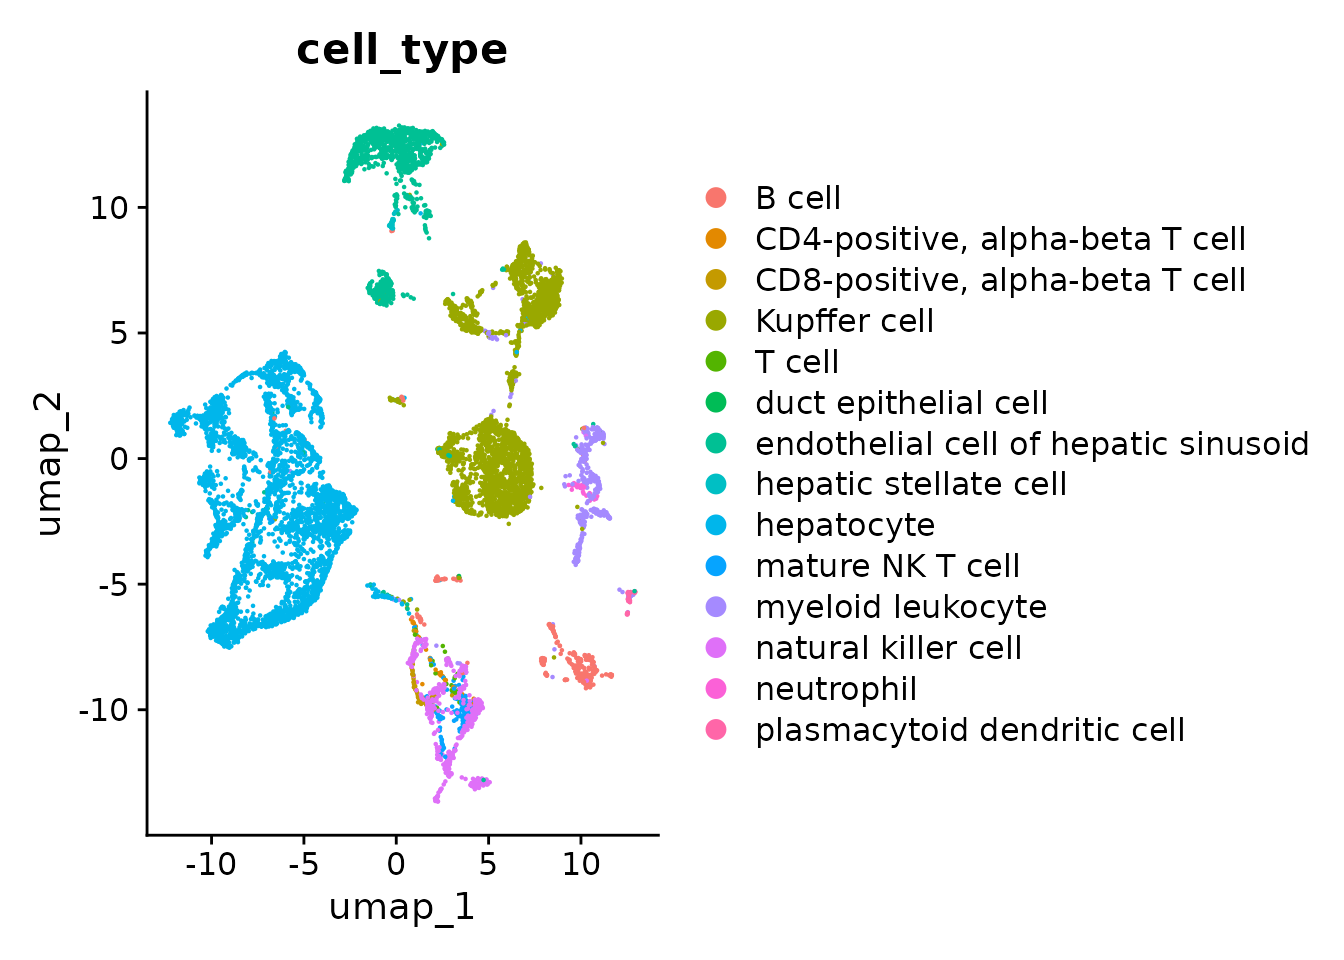 cell_type
10
5
0
-5
-10
umap_2
-10
-5
0
5
10
umap_1
B cell
CD4-positive, alpha-beta T cell
CD8-positive, alpha-beta T cell
Kupffer cell
T cell
duct epithelial cell
endothelial cell of hepatic sinusoid
hepatic stellate cell
hepatocyte
mature NK T cell
myeloid leukocyte
natural killer cell
neutrophil
plasmacytoid dendritic cell